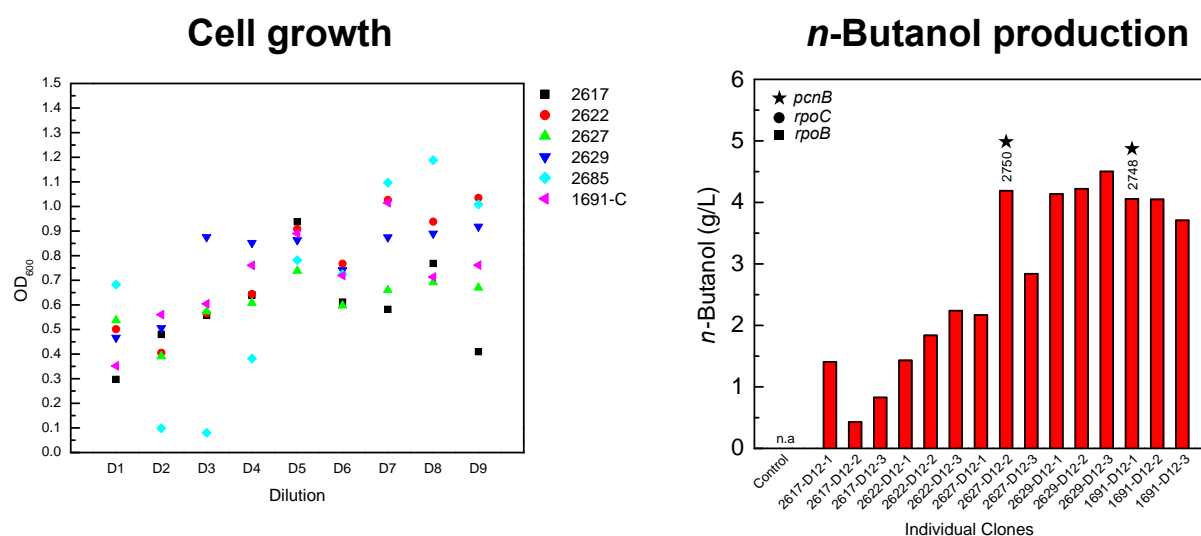 Cell growth
1.5
1.4
1.3
1.2
1.1
1.0
0.9
0.8
0.7
0.6
0.5
0.4
0.3
0.2
0.1
0.0
OD600
D1 D2 D3 D4 D5 D6 D7 D8 D9
Dilution
2617
2622
2627
2629
2685
1691-C
n-Butanol production
6
5
4
3
2
1
0
n-Butanol (g/L)
pcnB
rpoC
rpoB
n.a
2750
2748
Control
2617-D12-1
2617-D12-2
2617-D12-3
2622-D12-1
2622-D12-2
2622-D12-3
2627-D12-1
2627-D12-2
2627-D12-3
2629-D12-1
2629-D12-2
2629-D12-3
1691-D12-1
1691-D12-2
1691-D12-3
Individual Clones